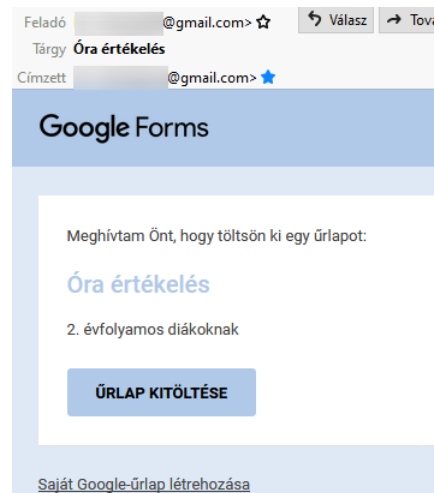 Feladó @gmail.com> Válasz
Tárgy Óra értékelés
Címzett @gmail.com>
Google Forms
Meghívtam Önt, hogy töltsön ki egy űrlapot:
Óra értékelés
2. évfolyamos diákoknak
ŰRLAP KITÖLTÉSE
Saját Google-űrlap létrehozása